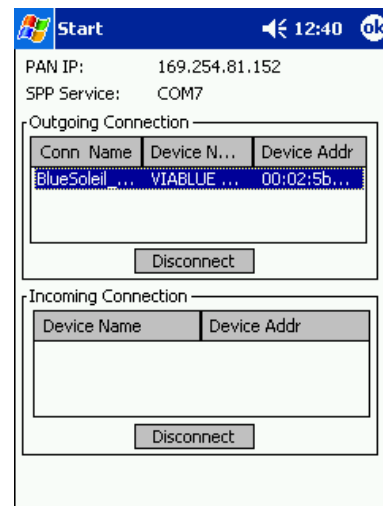 Start 12:40 ok
PAN IP: 169.254.81.152
SPP Service: COM7
Outgoing Connection
Conn Name Device N... Device Addr
BlueSoleil_... VIABLUE ... 00:02:5b...
Disconnect
Incoming Connection
Device Name Device Addr
Disconnect